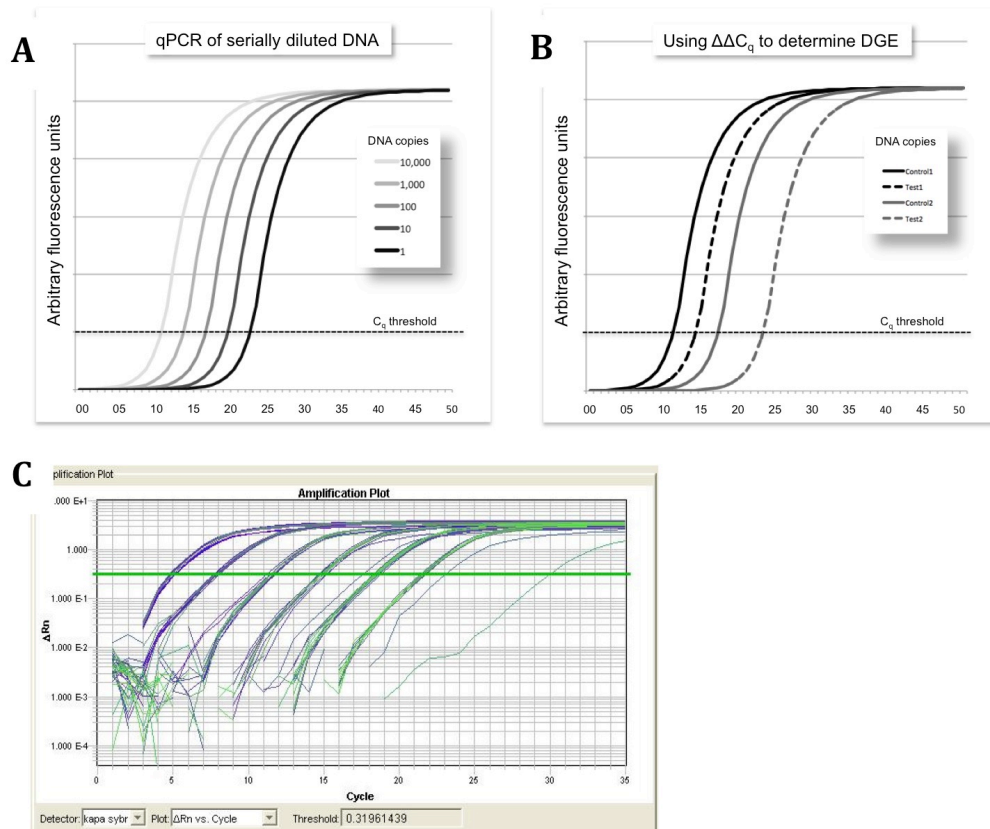 A
qPCR of serially diluted DNA
Arbitrary fluorescence units
DNA copies
10,000
1,000
100
10
1
Cq threshold
00 05 10 15 20 25 30 35 40 45 50
B
Using ΔΔCq to determine DGE
Arbitrary fluorescence units
DNA copies
Control1
Test1
Control2
Test2
Cq threshold
00 05 10 15 20 25 30 35 40 45 50
C
plification Plot
Amplification Plot
.000 E+1
1.000
1.000 E-1
1.000 E-2
1.000 E-3
1.000 E-4
ΔRn
0 5 10 15 20 25 30 35
Cycle
Detector: kapa sybr Plot: ΔRn vs. Cycle Threshold: 0.31961439